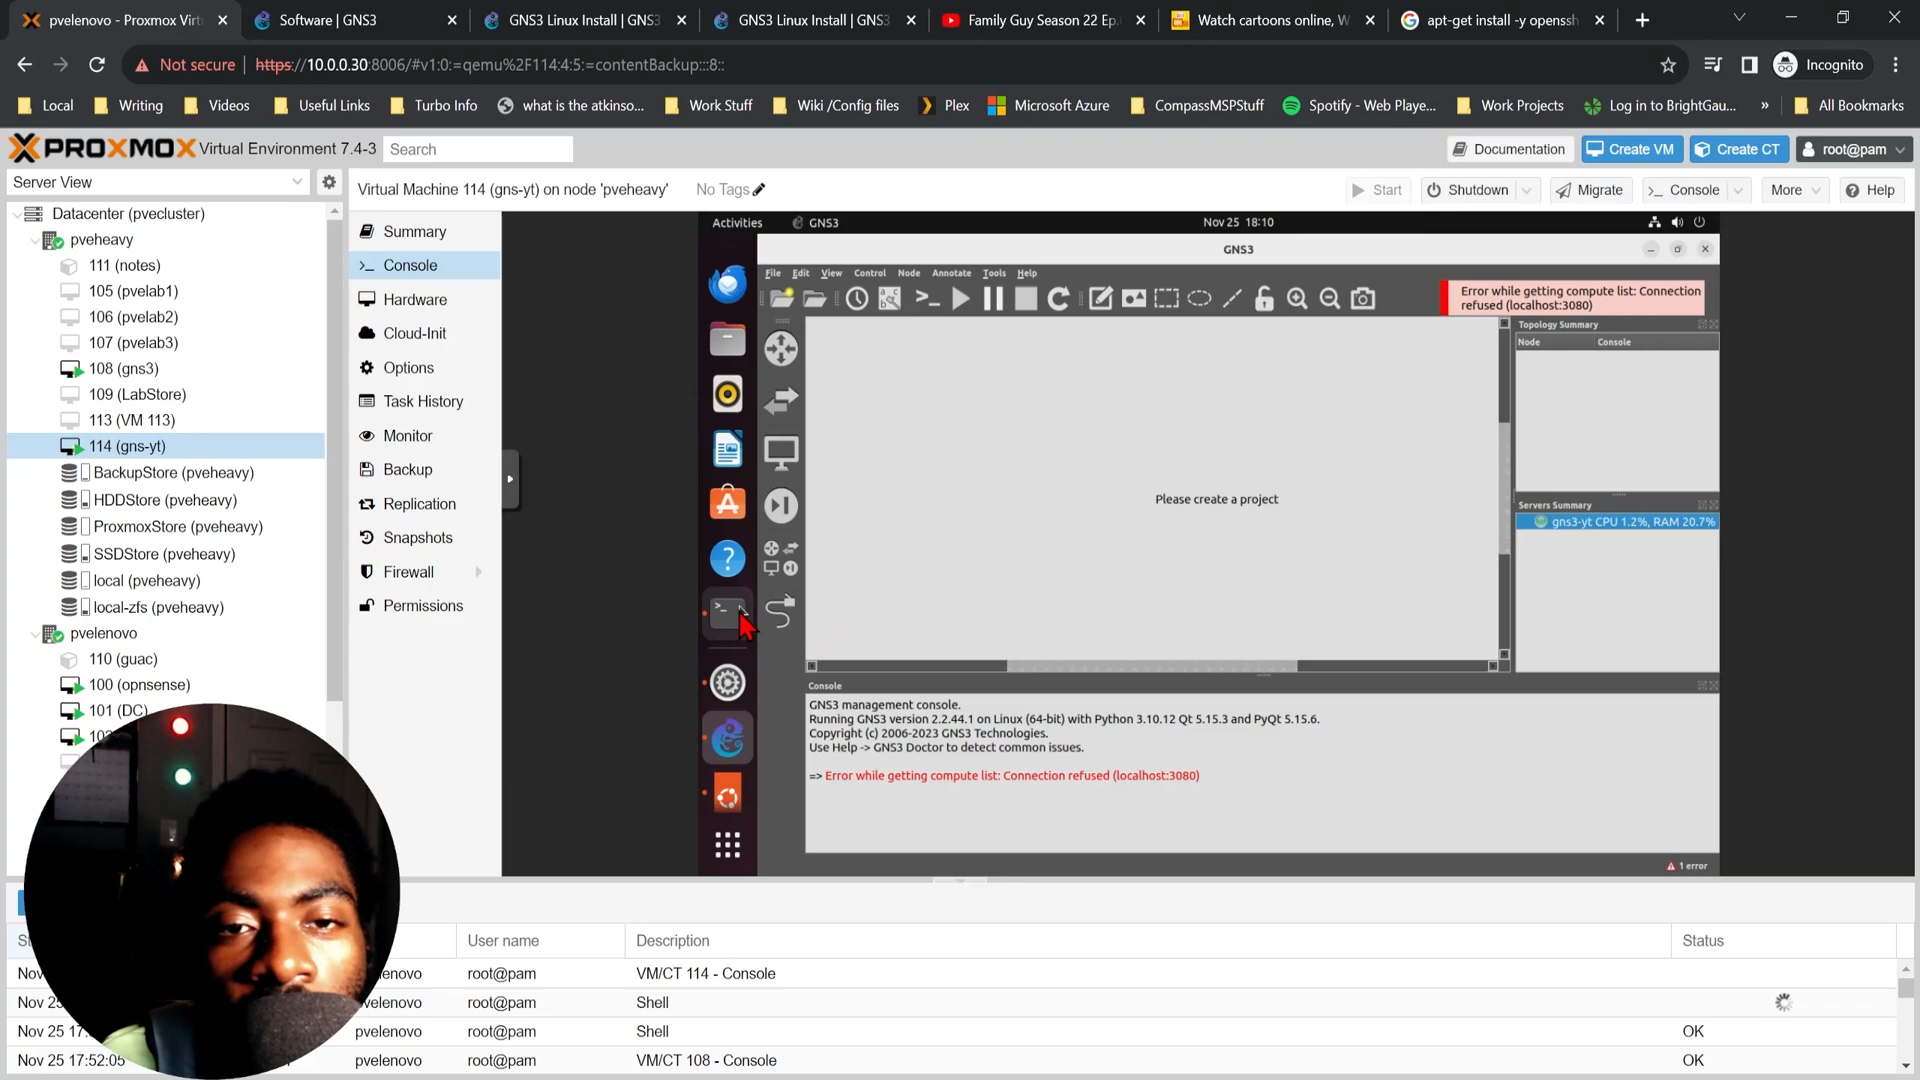 pvelenovo - Proxmox Virt
Software | GNS3
GNS3 Linux Install | GNS3
GNS3 Linux Install | GNS3
Family Guy Season 22 Ep.
Watch cartoons online, W
apt-get install -y openssh
Not secure
https://10.0.0.30:8006/#v1:0:=qemu%2F114:4:5:=contentBackup:::8::
Incognito
Local
Writing
Videos
Useful Links
Turbo Info
what is the atkinso...
Work Stuff
Wiki /Config files
Plex
Microsoft Azure
CompassMSPStuff
Spotify - Web Playe...
Work Projects
Log in to BrightGau...
»
All Bookmarks
PROXMOX Virtual Environment 7.4-3
Search
Documentation
Create VM
Create CT
root@pam
Server View
Virtual Machine 114 (gns-yt) on node 'pveheavy'
No Tags
Start
Shutdown
Migrate
Console
More
Help
Datacenter (pvecluster)
pveheavy
111 (notes)
105 (pvelab1)
106 (pvelab2)
107 (pvelab3)
108 (gns3)
109 (LabStore)
113 (VM 113)
114 (gns-yt)
BackupStore (pveheavy)
HDDStore (pveheavy)
ProxmoxStore (pveheavy)
SSDStore (pveheavy)
local (pveheavy)
local-zfs (pveheavy)
pvelenovo
110 (guac)
100 (opnsense)
101 (DC)
Summary
Console
Hardware
Cloud-Init
Options
Task History
Monitor
Backup
Replication
Snapshots
Firewall
Permissions
Activities
GNS3
Nov 25 18:10
GNS3
File Edit View Control Node Annotate Tools Help
Error while getting compute list: Connection
refused (localhost:3080)
Topology Summary
Node Console
Please create a project
Servers Summary
gns3-yt CPU 1.2%, RAM 20.7%
Console
GNS3 management console.
Running GNS3 version 2.2.44.1 on Linux (64-bit) with Python 3.10.12 Qt 5.15.3 and PyQt 5.15.6.
Copyright (c) 2006-2023 GNS3 Technologies.
Use Help -> GNS3 Doctor to detect common issues.
=> Error while getting compute list: Connection refused (localhost:3080)
1 error
User name Description Status
Nov enovo root@pam VM/CT 114 - Console
Nov 25 velenovo root@pam Shell
Nov 25 17: pvelenovo root@pam Shell OK
Nov 25 17:52:05 pvelenovo root@pam VM/CT 108 - Console OK